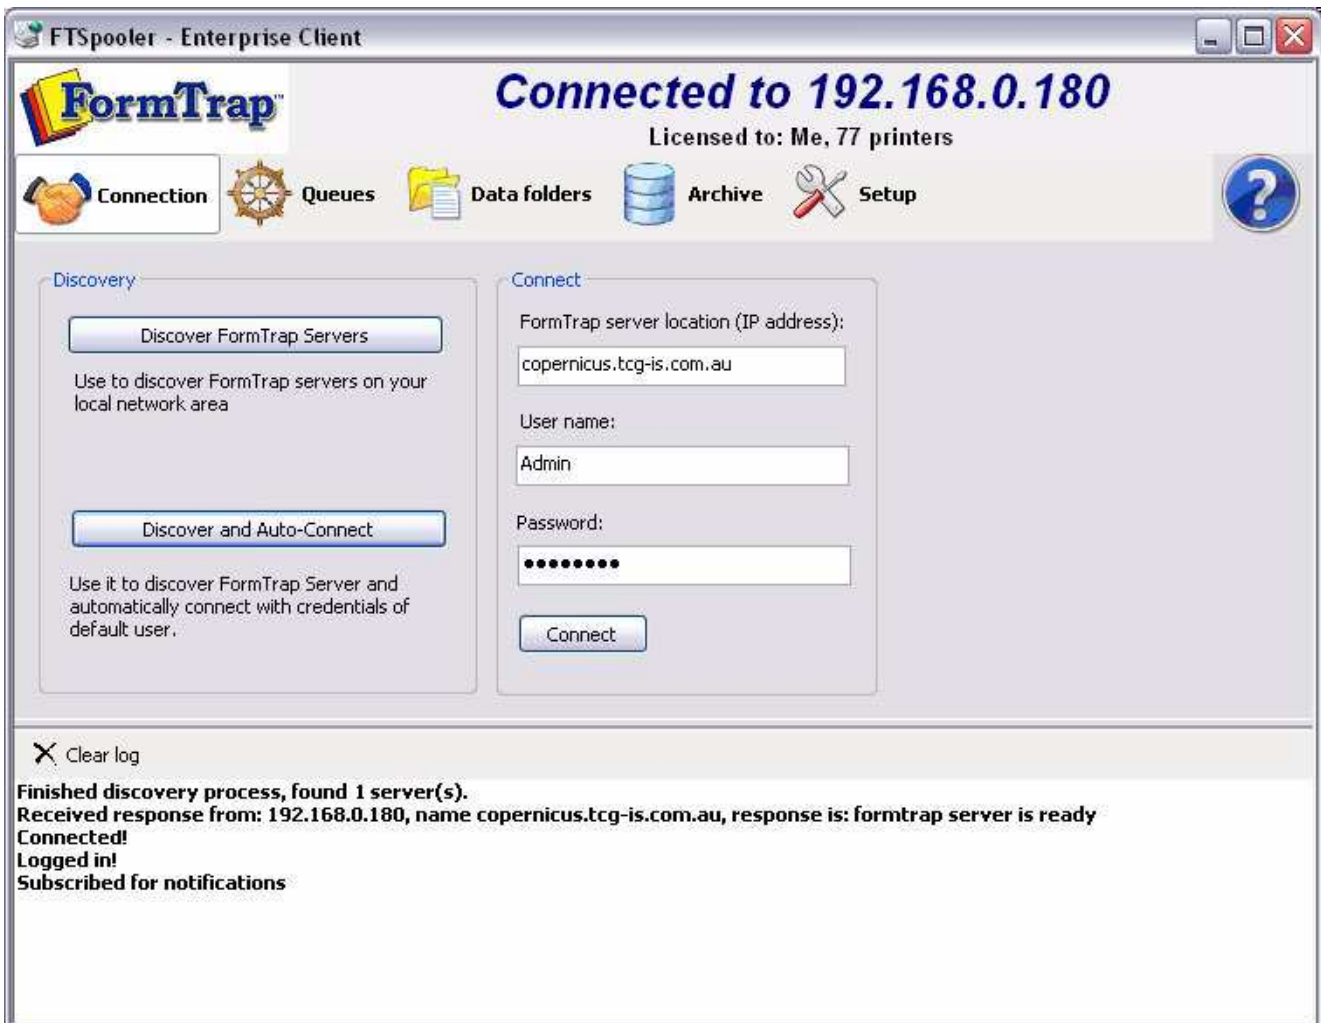 FTSpooler - Enterprise Client
FormTrap™
Connected to 192.168.0.180
Licensed to: Me, 77 printers
Connection Queues Data folders Archive Setup ?
Discovery
Discover FormTrap Servers
Use to discover FormTrap servers on your
local network area
Discover and Auto-Connect
Use it to discover FormTrap Server and
automatically connect with credentials of
default user.
Connect
FormTrap server location (IP address):
copernicus.tcg-is.com.au
User name:
Admin
Password:
••••••••
Connect
Clear log
Finished discovery process, found 1 server(s).
Received response from: 192.168.0.180, name copernicus.tcg-is.com.au, response is: formtrap server is ready
Connected!
Logged in!
Subscribed for notifications